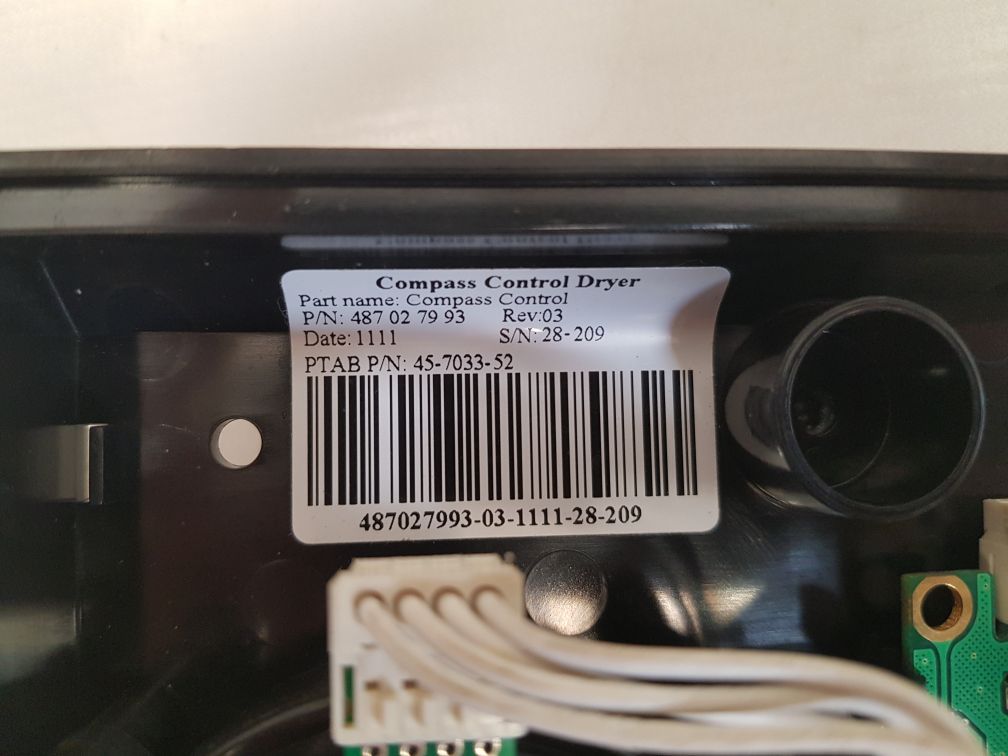 Compass Control Dryer
Part name: Compass Control
P/N: 487 02 79 93 Rev:03
Date: 1111 S/N: 28-209
PTAB P/N: 45-7033-52
487027993-03-1111-28-209